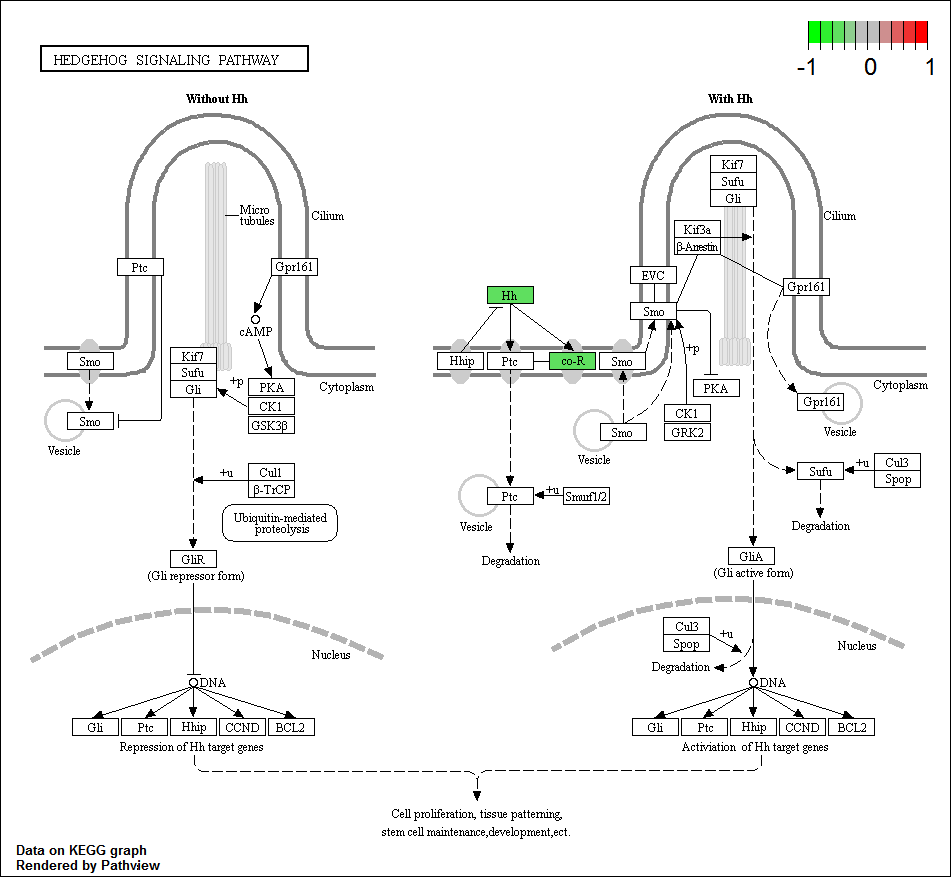 HEDGEHOG SIGNALING PATHWAY
-1 0 1
Without Hh
With Hh
Micro
tubules
Cilium
Ptc
Gpr161
cAMP
Smo
Kif7
Sufu
Gli
+p
PKA
CK1
GSK3β
Cytoplasm
Smo
Vesicle
+u
Cul1
β-TrCP
Ubiquitin-mediated
proteolysis
GliR
(Gli repressor form)
Nucleus
DNA
Gli Ptc Hhip CCND BCL2
Repression of Hh target genes
Kif7
Sufu
Gli
Cilium
Kif3a
β-Arrestin
EVC
Gpr161
Hh
Smo
Hhip Ptc co-R Smo
+p
PKA
CK1
GRK2
Cytoplasm
Gpr161
Vesicle
Smo
Vesicle
Ptc
+u
Smurf1/2
Vesicle
Degradation
Sufu
+u
Cul3
Spop
Degradation
GliA
(Gli active form)
Cul3
Spop
+u
Degradation
Nucleus
DNA
Gli Ptc Hhip CCND BCL2
Activiation of Hh target genes
Cell proliferation, tissue patterning,
stem cell maintenance,development,ect.
Data on KEGG graph
Rendered by Pathview